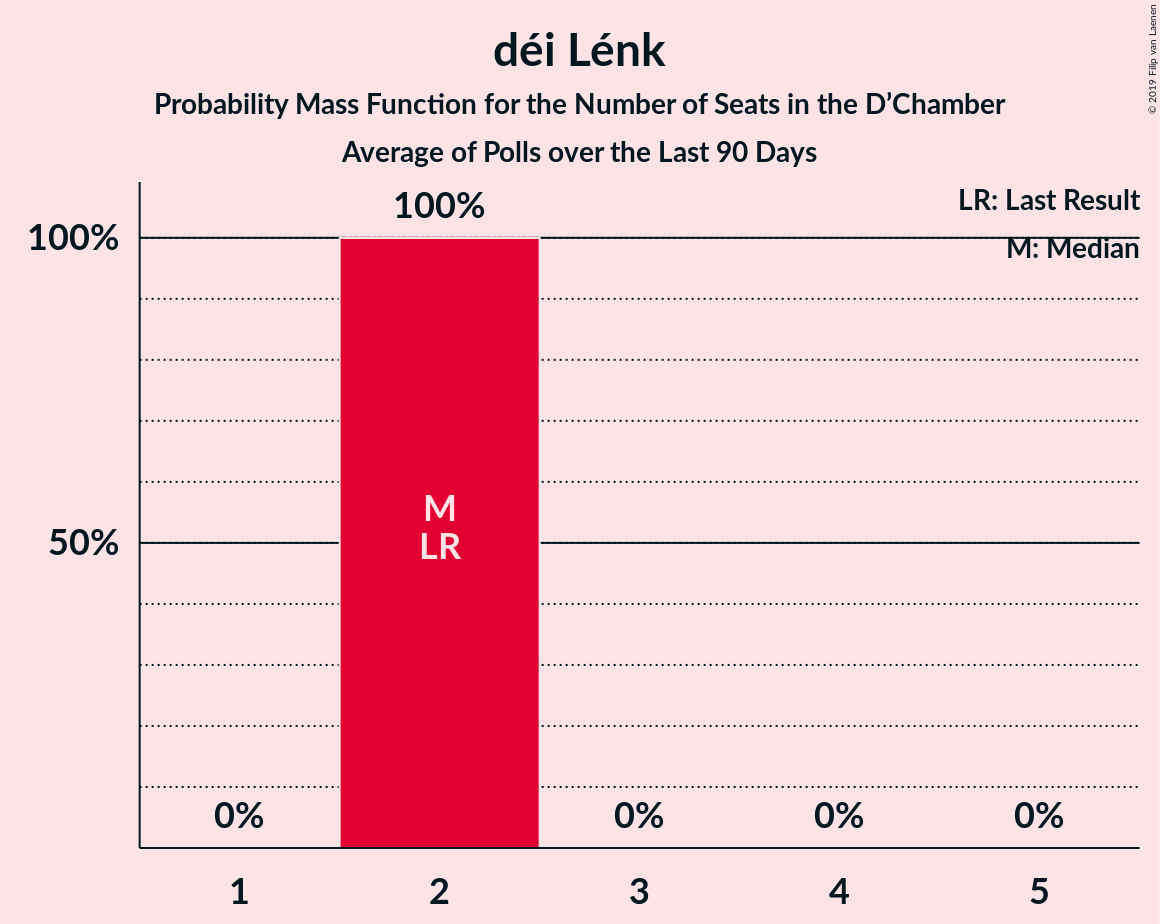 déi Lénk
Probability Mass Function for the Number of Seats in the D’Chamber
Average of Polls over the Last 90 Days
© 2019 Filip van Laenen
LR: Last Result
M: Median
100%
100%
50%
M
LR
0%
0%
0%
0%
1
2
3
4
5